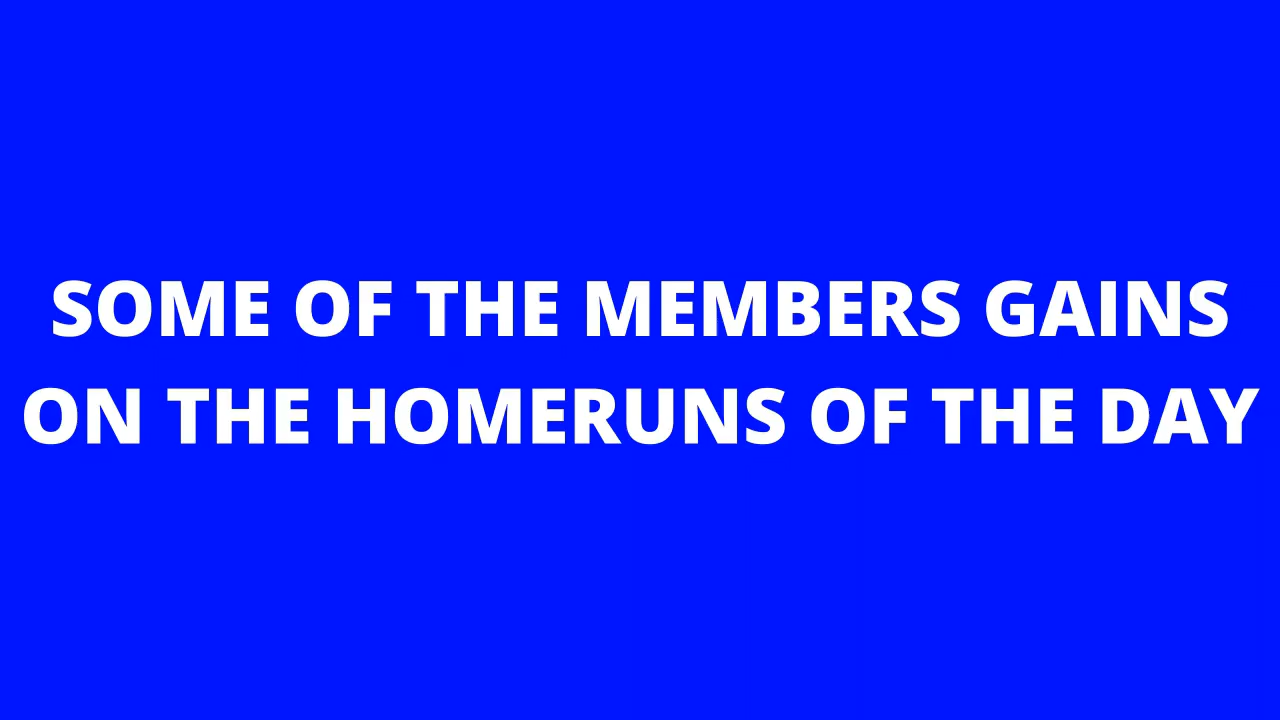 SOME OF THE MEMBERS GAINS
ON THE HOMERUNS OF THE DAY